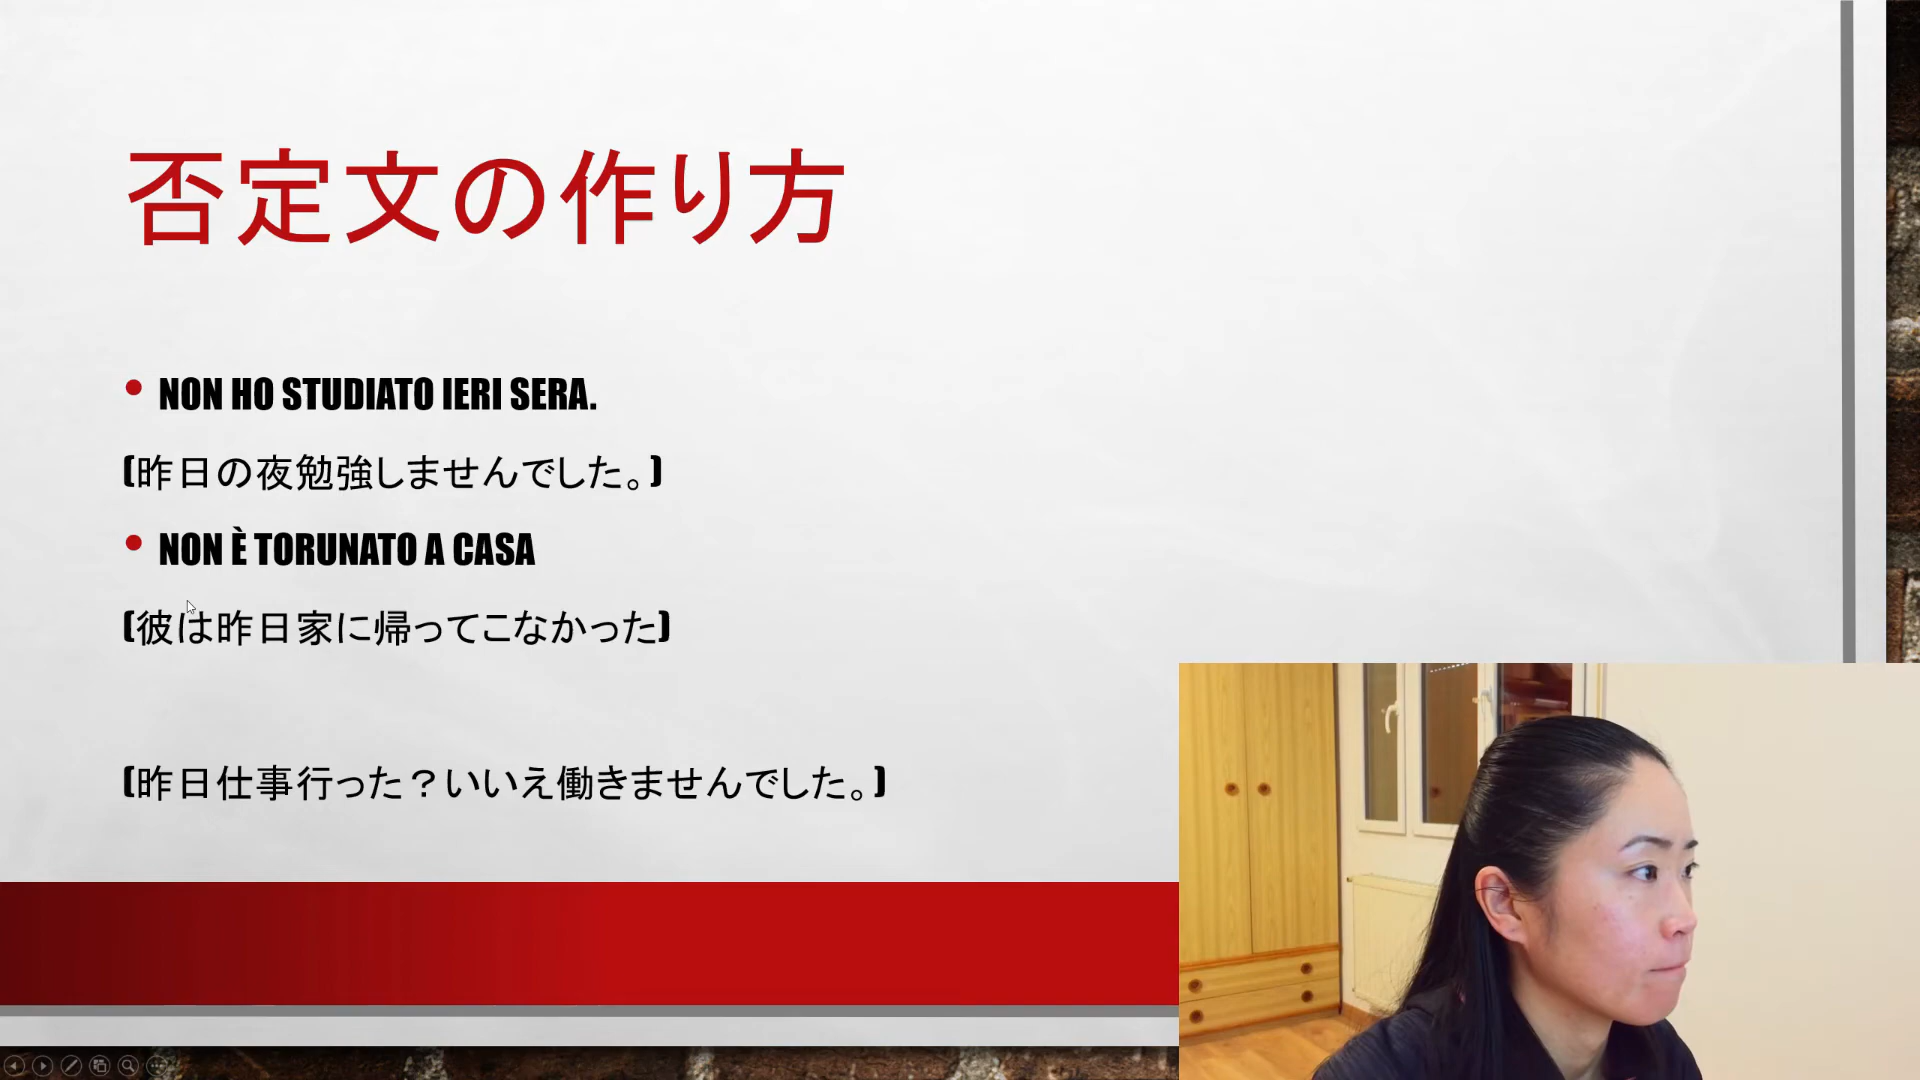 否定文の作り方
NON HO STUDIATO IERI SERA.
(昨日の夜勉強しませんでした。)
NON È TORUNATO A CASA
(彼は昨日家に帰ってこなかった)
(昨日仕事行った？いいえ働きませんでした。)